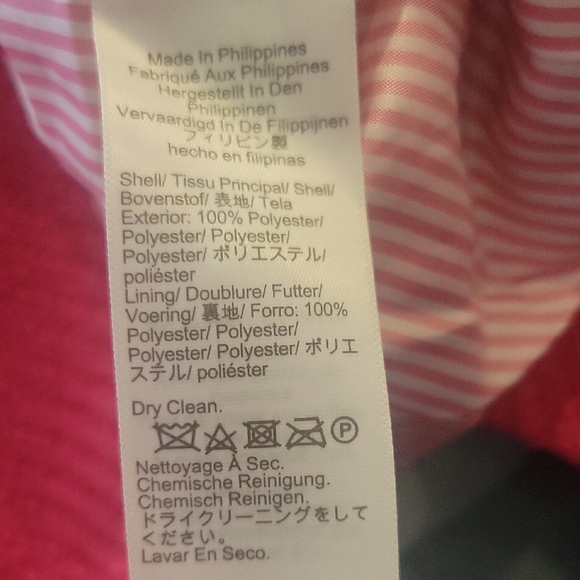 Made In Philippines
Fabriqué Aux Philippines
Hergestellt In Den
Philippinen
Vervaardigd In De Filippijnen
フィリピン製
hecho en filipinas
Shell/ Tissu Principal/ Shell/
Bovenstof/ 表地/ Tela
Exterior: 100% Polyester/
Polyester/ Polyester/
Polyester/ ポリエステル/
poliéster
Lining/ Doublure/ Futter/
Voering/ 裏地/ Forro: 100%
Polyester/ Polyester/
Polyester/ Polyester/ ポリエ
ステル/ poliéster
Dry Clean.
P
Nettoyage À Sec.
Chemische Reinigung.
Chemisch Reinigen.
ドライクリーニングをして
ください。
Lavar En Seco.